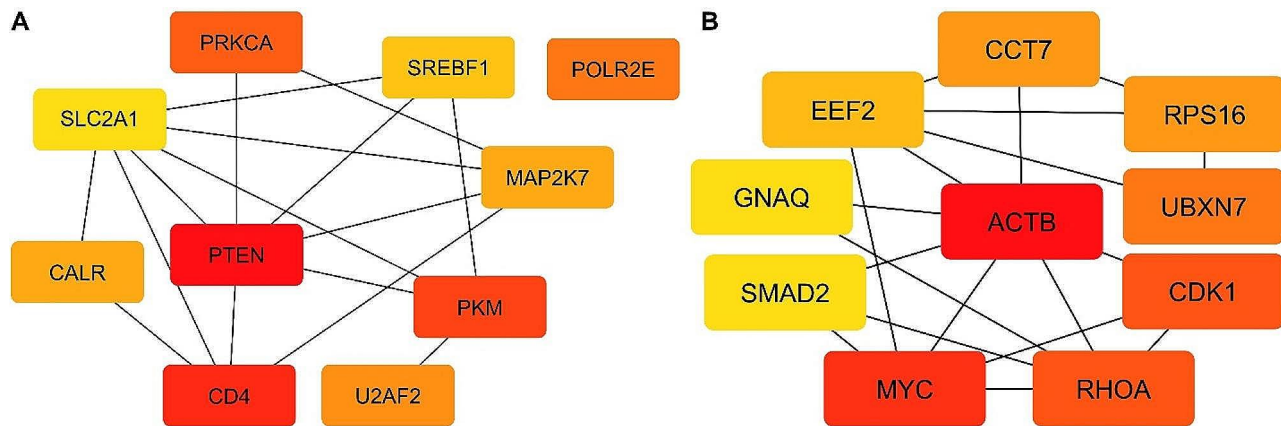 A
PRKCA
SREBF1
POLR2E
SLC2A1
MAP2K7
CALR
PTEN
PKM
CD4
U2AF2
B
CCT7
EEF2
RPS16
GNAQ
ACTB
UBXN7
SMAD2
CDK1
MYC
RHOA